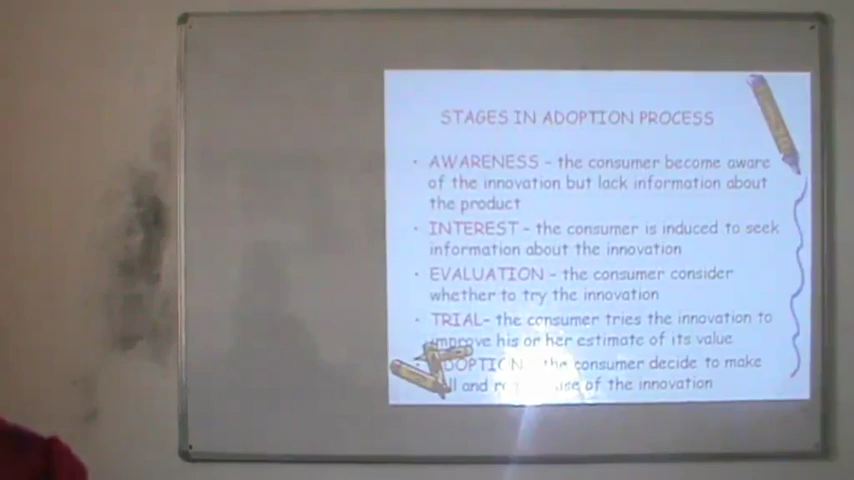 STAGES IN ADOPTION PROCESS
• AWARENESS - the consumer become aware
of the innovation but lack information about
the product
• INTEREST - the consumer is induced to seek
information about the innovation
• EVALUATION - the consumer consider
whether to try the innovation
• TRIAL- the consumer tries the innovation to
improve his or her estimate of its value
ADOPTION - the consumer decide to make
and use of the innovation